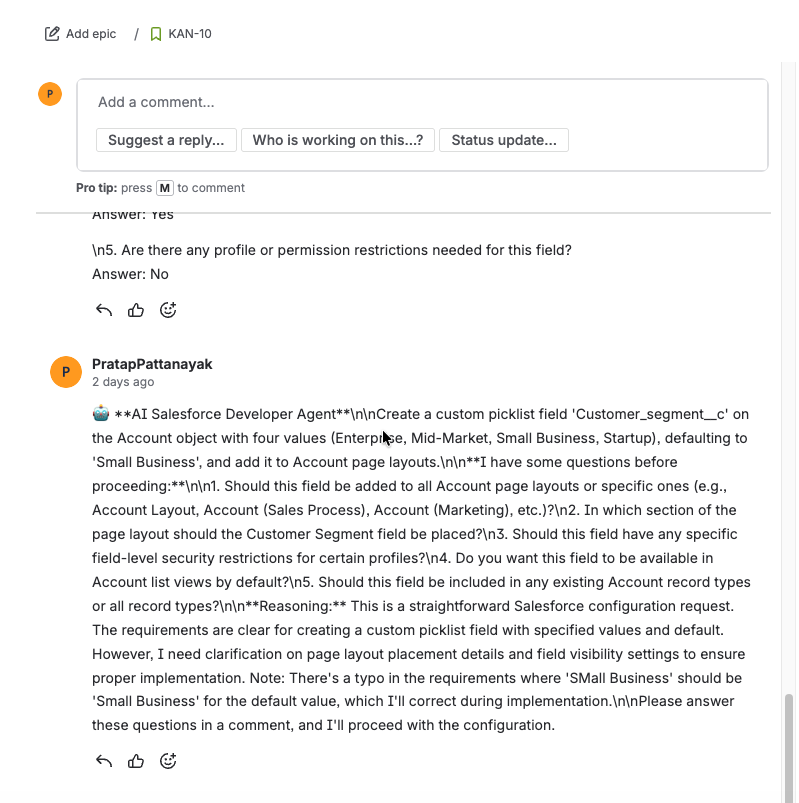 Add epic / KAN-10
P
Add a comment...
Suggest a reply... Who is working on this...? Status update...
Pro tip: press M to comment
Answer: Yes
\n5. Are there any profile or permission restrictions needed for this field?
Answer: No
P
PratapPattanayak
2 days ago
**AI Salesforce Developer Agent**\n\nCreate a custom picklist field 'Customer_segment__c' on
the Account object with four values (Enterprise, Mid-Market, Small Business, Startup), defaulting to
'Small Business', and add it to Account page layouts.\n\n**I have some questions before
proceeding:**\n\n1. Should this field be added to all Account page layouts or specific ones (e.g.,
Account Layout, Account (Sales Process), Account (Marketing), etc.)?\n2. In which section of the
page layout should the Customer Segment field be placed?\n3. Should this field have any specific
field-level security restrictions for certain profiles?\n4. Do you want this field to be available in
Account list views by default?\n5. Should this field be included in any existing Account record types
or all record types?\n\n**Reasoning:** This is a straightforward Salesforce configuration request.
The requirements are clear for creating a custom picklist field with specified values and default.
However, I need clarification on page layout placement details and field visibility settings to ensure
proper implementation. Note: There's a typo in the requirements where 'SMall Business' should be
'Small Business' for the default value, which I'll correct during implementation.\n\nPlease answer
these questions in a comment, and I'll proceed with the configuration.